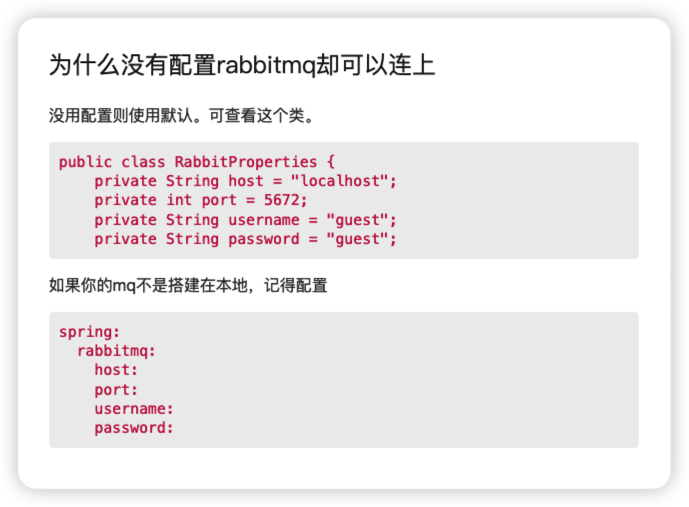 为什么没有配置rabbitmq却可以连上
没用配置则使用默认。可查看这个类。
public class RabbitProperties {
    private String host = "localhost";
    private int port = 5672;
    private String username = "guest";
    private String password = "guest";
如果你的mq不是搭建在本地，记得配置
spring:
  rabbitmq:
    host:
    port:
    username:
    password: